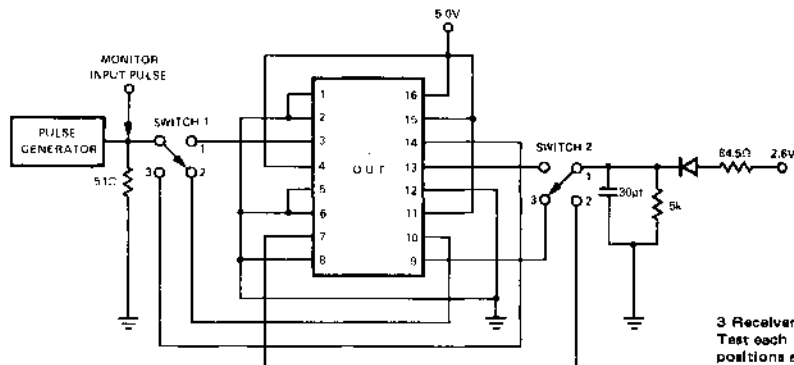 5.0V
MONITOR
INPUT PULSE
PULSE
GENERATOR
SWITCH 1
1
2
3
51Ω
1
2
3
4
5
6
7
8
16
15
14
13
12
11
10
9
SWITCH 2
1
2
3
30pf
5k
84.5Ω
2.6V
3 Receiver
Test each
positions